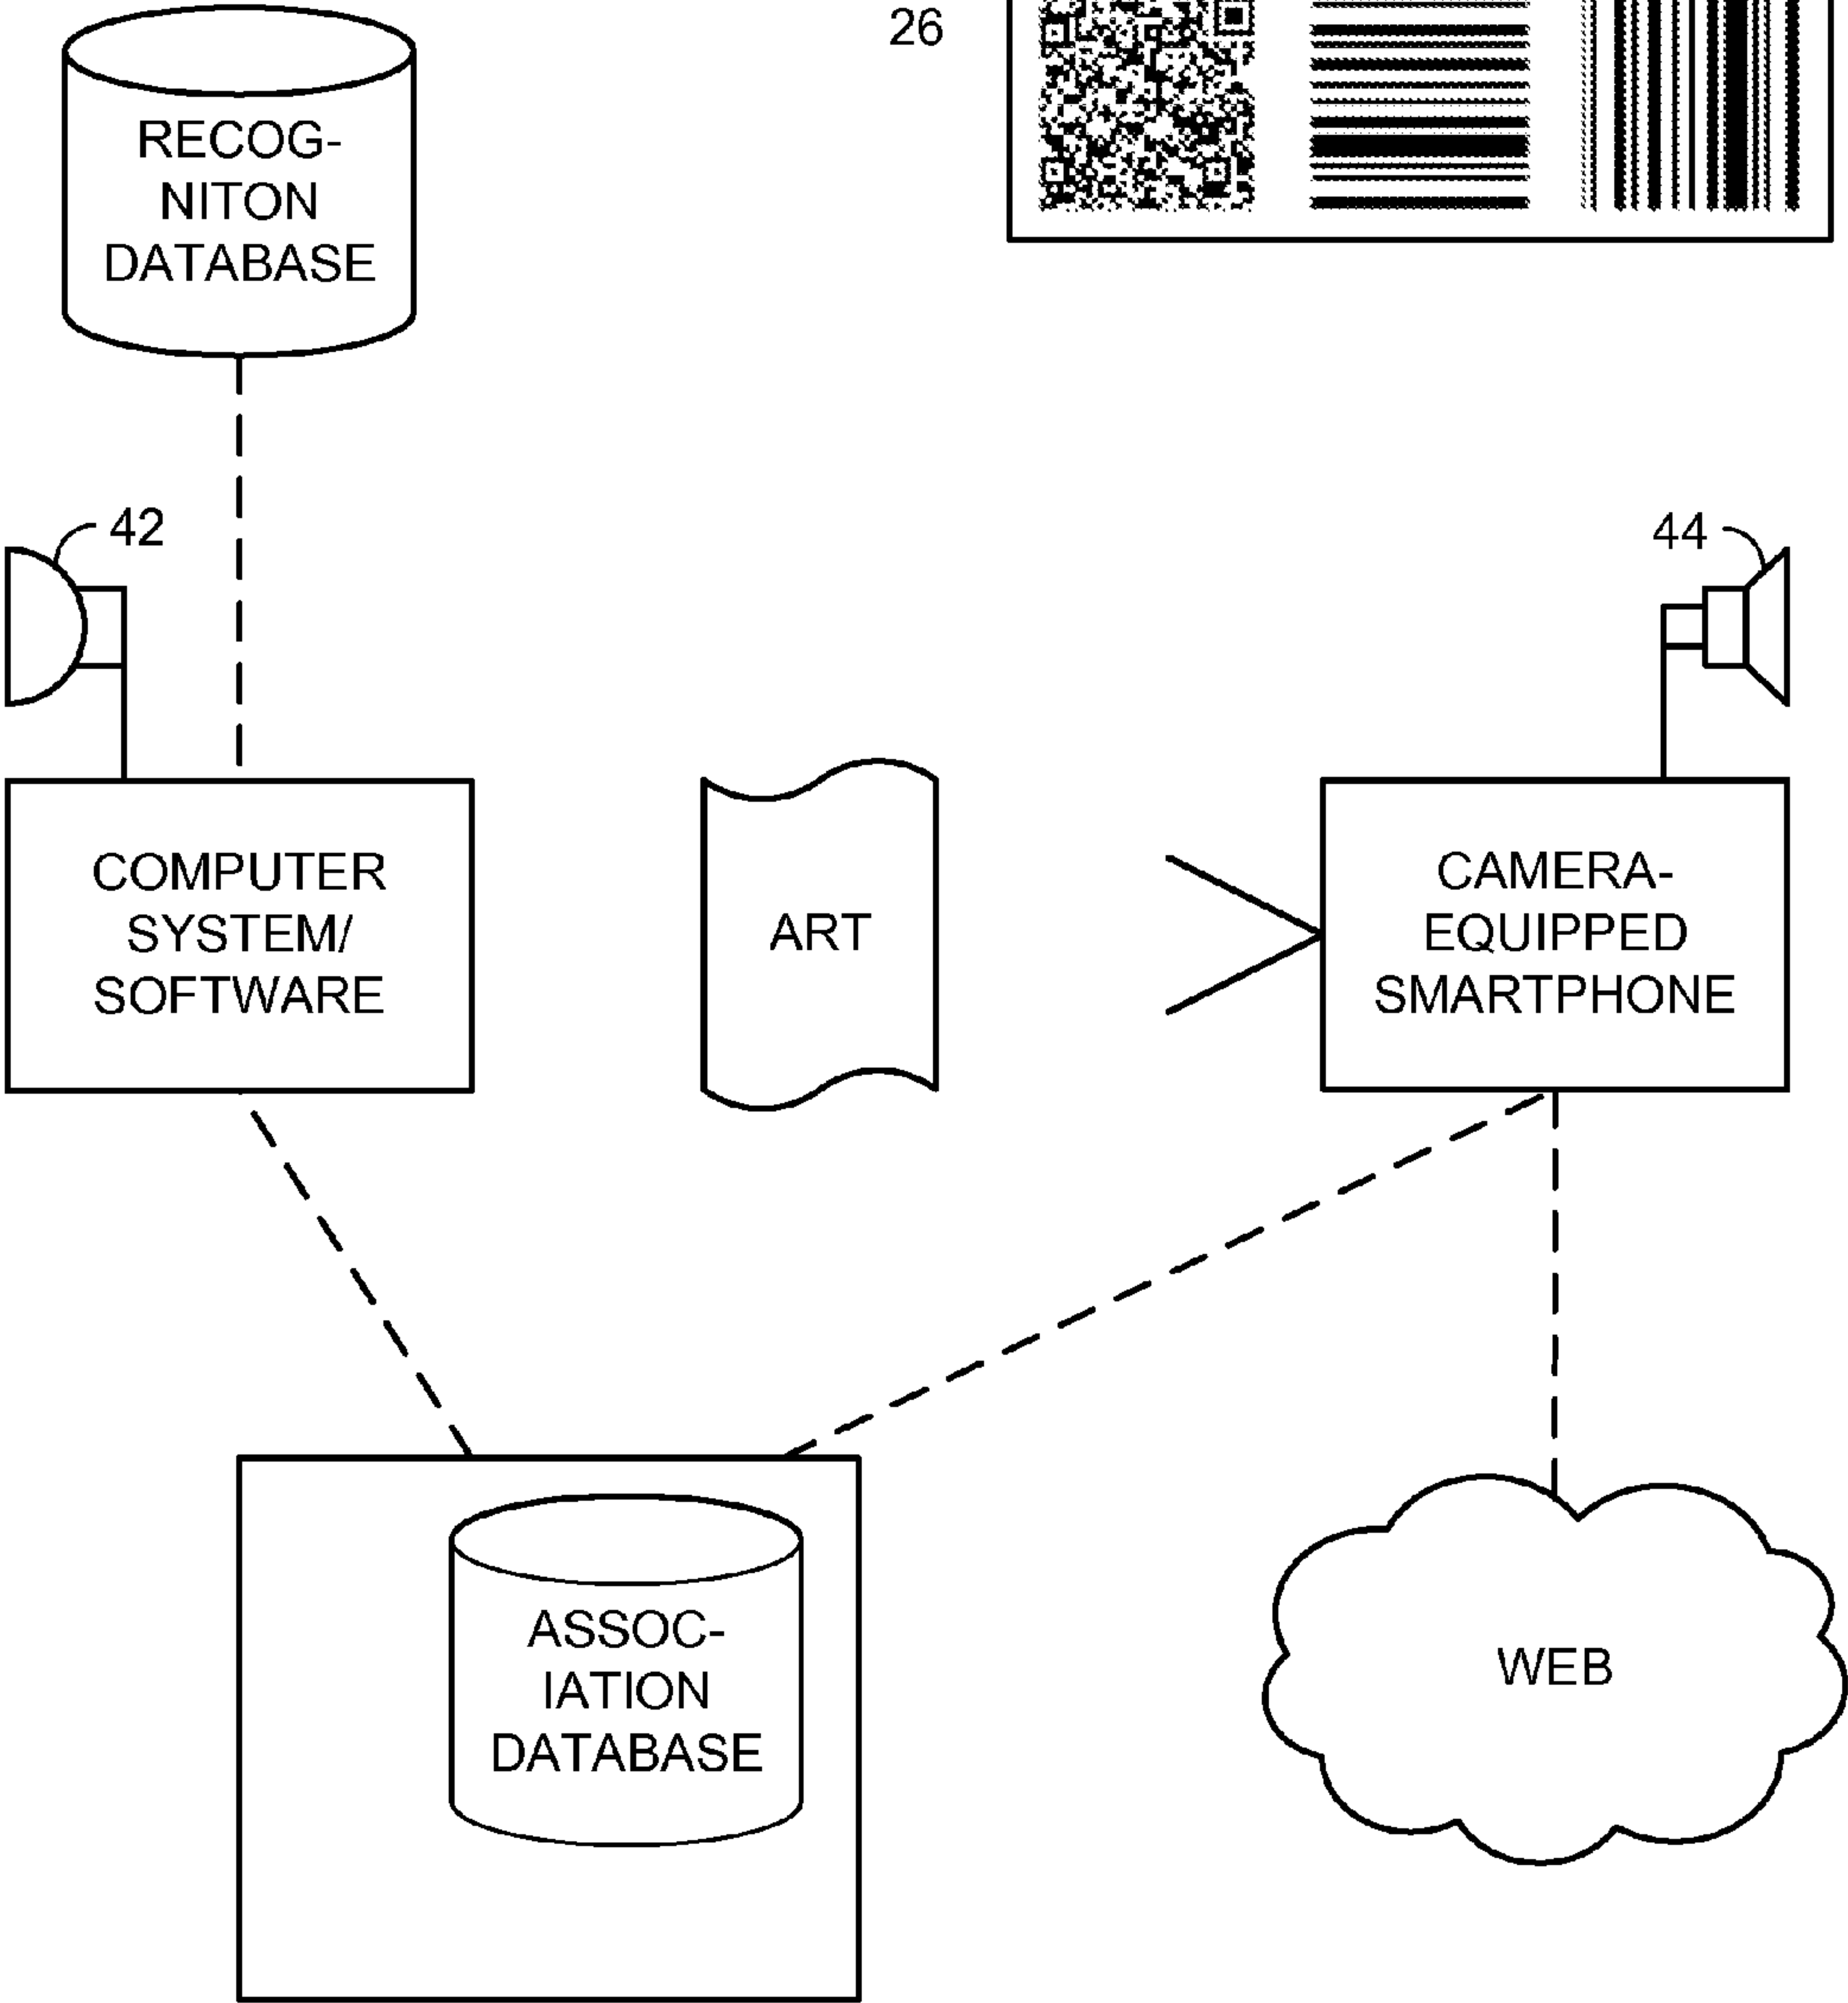 26
RECOG-
NITON
DATABASE
42
44
COMPUTER
SYSTEM/
SOFTWARE
ART
CAMERA-
EQUIPPED
SMARTPHONE
ASSOC-
IATION
DATABASE
WEB